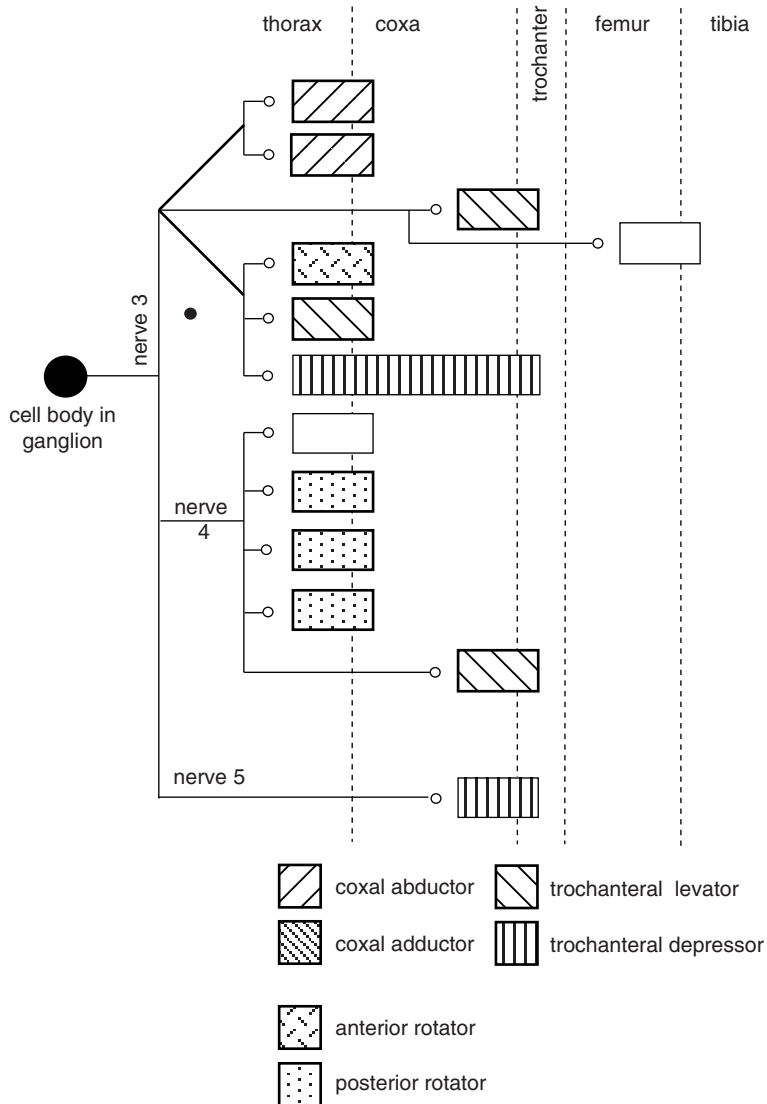 thorax
coxa
trochanter
femur
tibia
nerve 3
cell body in
ganglion
nerve
4
nerve 5
coxal abductor
trochanteral levator
coxal adductor
trochanteral depressor
anterior rotator
posterior rotator